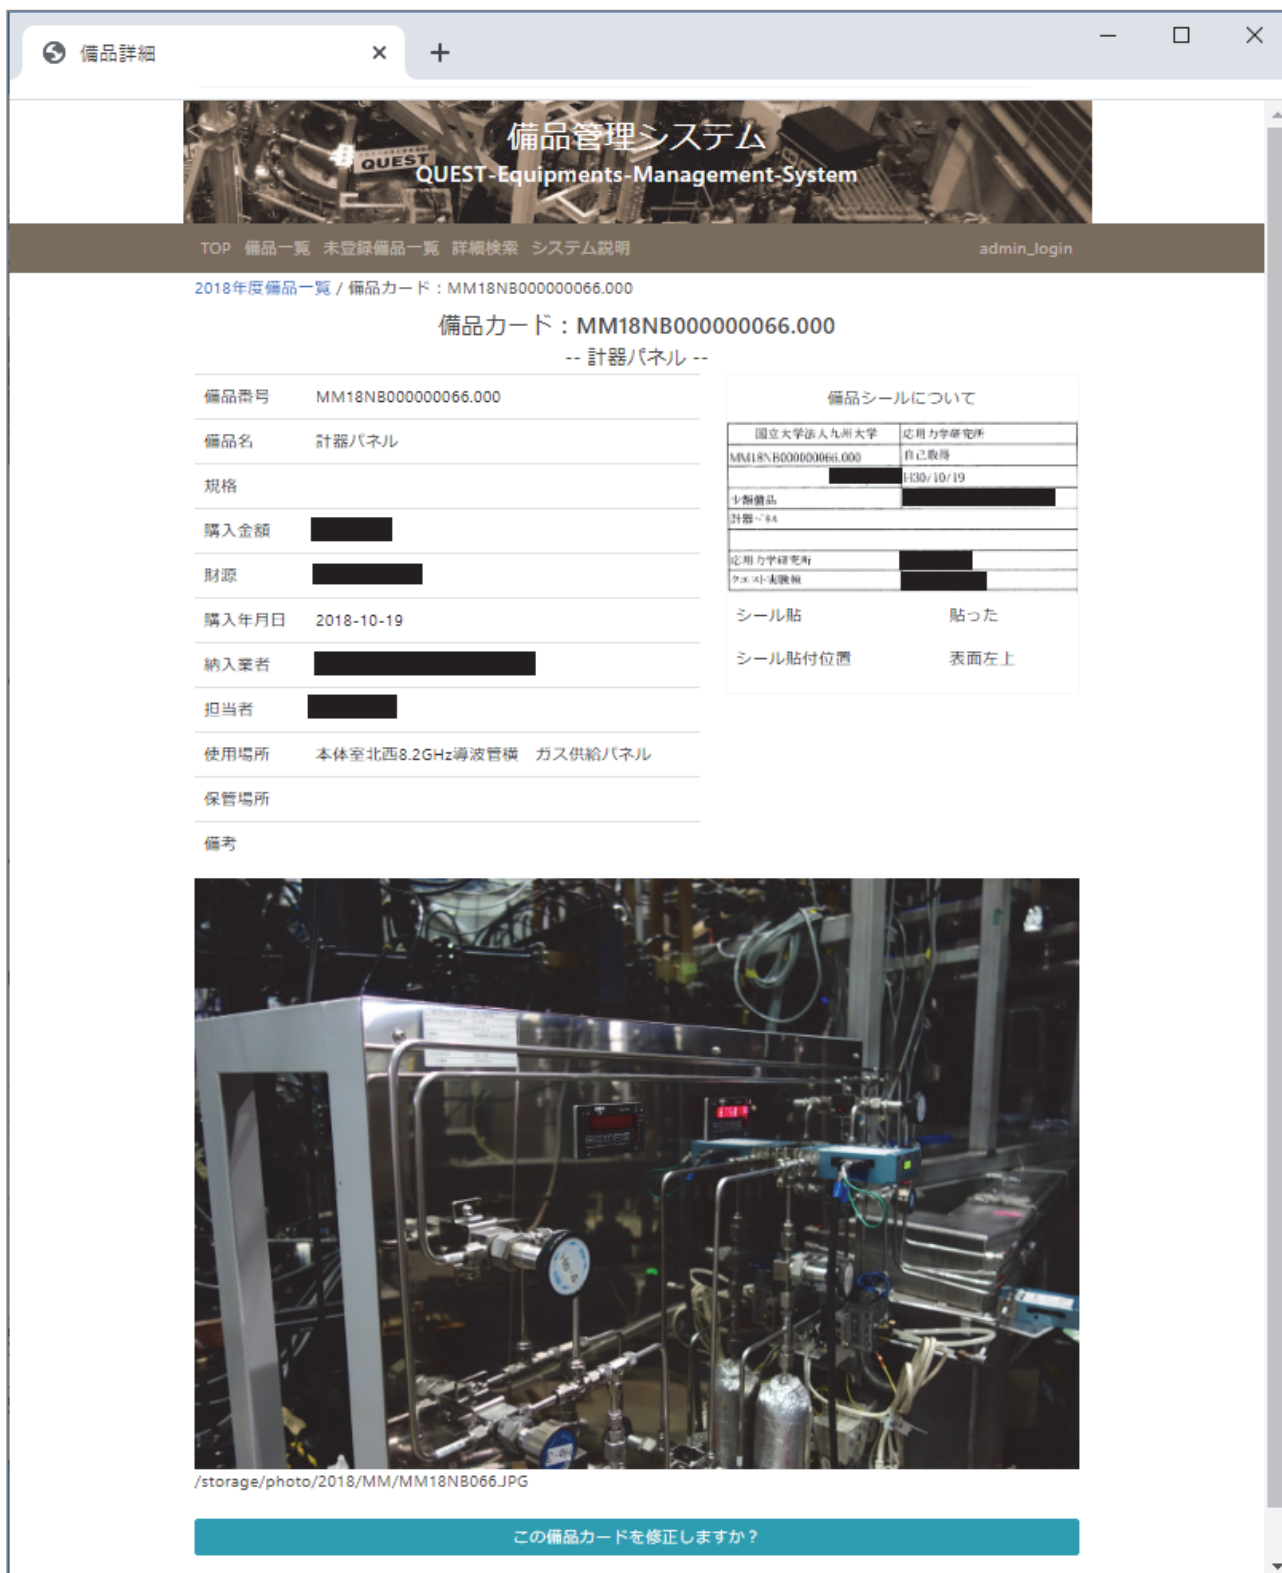 備品詳細
備品管理システム
QUEST
QUEST-Equipments-Management-System
TOP 備品一覧 未登録備品一覧 詳細検索 システム説明 admin_login
2018年度備品一覧 / 備品カード：MM18NB000000066.000
備品カード：MM18NB000000066.000
-- 計器パネル --
備品番号 MM18NB000000066.000
備品名 計器パネル
規格
購入金額
財源
購入年月日 2018-10-19
納入業者
担当者
使用場所 本体室北西8.2GHz導波管横　ガス供給パネル
保管場所
備考
備品シールについて
国立大学法人九州大学 応用力学研究所
MM18NB000000066.000 自己取得
H30/10/19
少額備品
計器パネル
応用力学研究所
クエスト実験棟
シール貼 貼った
シール貼付位置 表面左上
/storage/photo/2018/MM/MM18NB066.JPG
この備品カードを修正しますか？